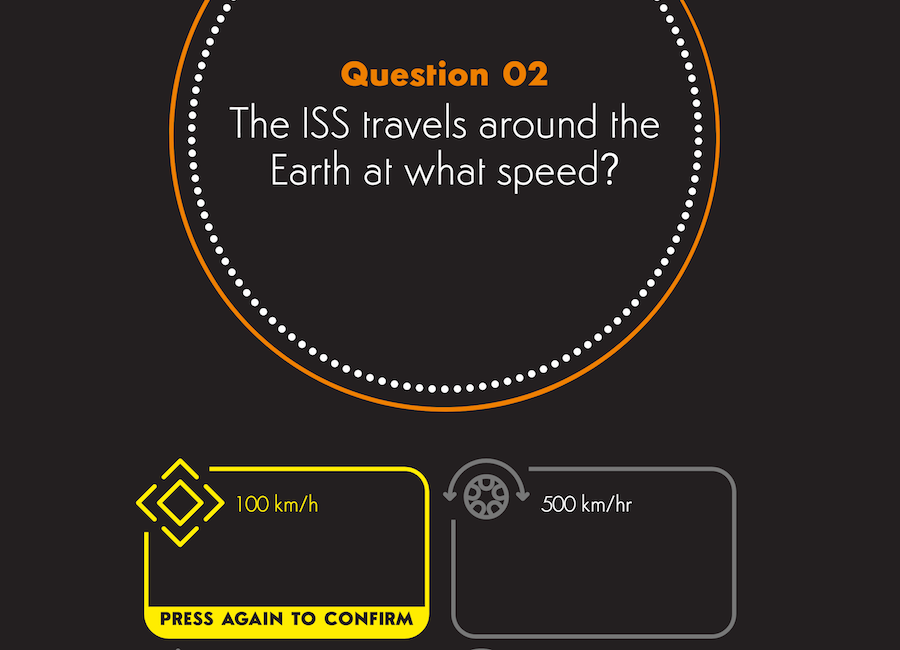 Question 02
The ISS travels around the
Earth at what speed?
100 km/h
500 km/hr
PRESS AGAIN TO CONFIRM